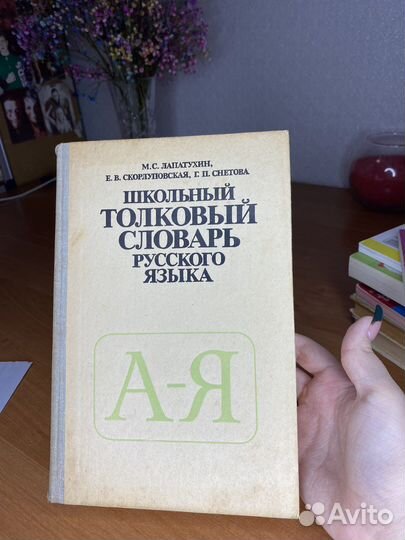 М.С. ЛАПАТУХИН,
Е. В. СКОРЛУПОВСКАЯ, Г. П. СНЕТОВА
ШКОЛЬНЫЙ
ТОЛКОВЫЙ
СЛОВАРЬ
РУССКОГО
ЯЗЫКА
А-Я
Avito